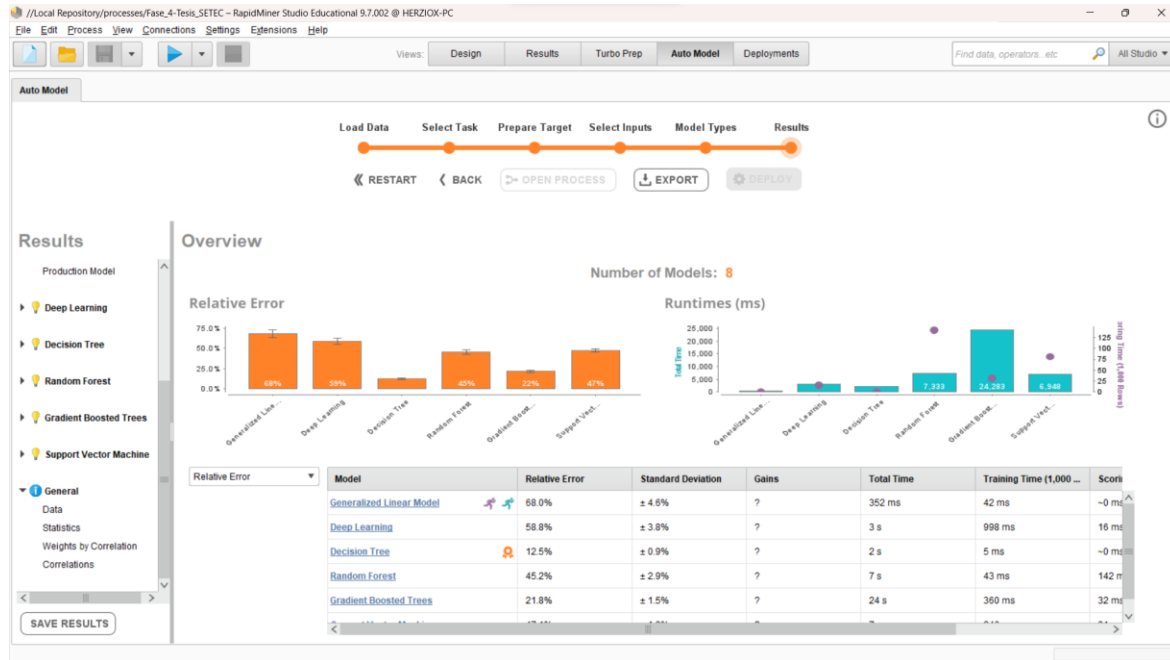 //Local Repository/processes/Fase_4-Tesis_SETEC – RapidMiner Studio Educational 9.7.002 @ HERZIOX-PC
File Edit Process View Connections Settings Extensions Help
Views: Design Results Turbo Prep Auto Model Deployments Find data, operators...etc All Studio
Auto Model
Load Data Select Task Prepare Target Select Inputs Model Types Results
RESTART BACK OPEN PROCESS EXPORT DEPLOY
Results
Production Model
Deep Learning
Decision Tree
Random Forest
Gradient Boosted Trees
Support Vector Machine
General
Data
Statistics
Weights by Correlation
Correlations
SAVE RESULTS
Overview
Number of Models: 8
Relative Error
75.0 %
50.0 %
25.0 %
0.0 %
68% 59% 45% 22% 47%
Generalized Line... Deep Learning Decision Tree Random Forest Gradient Boost... Support Vect...
Runtimes (ms)
Total Time
25,000
20,000
15,000
10,000
5,000
0
7,333 24,283 6,948
125
100
75
50
25
0
oring Time (1,000 Rows)
Generalized Line... Deep Learning Decision Tree Random Forest Gradient Boost... Support Vect...
Relative Error
Model Relative Error Standard Deviation Gains Total Time Training Time (1,000 ... Scori
Generalized Linear Model 68.0% ± 4.6% ? 352 ms 42 ms ~0 ms
Deep Learning 58.8% ± 3.8% ? 3 s 998 ms 16 ms
Decision Tree 12.5% ± 0.9% ? 2 s 5 ms ~0 ms
Random Forest 45.2% ± 2.9% ? 7 s 43 ms 142 m
Gradient Boosted Trees 21.8% ± 1.5% ? 24 s 360 ms 32 ms